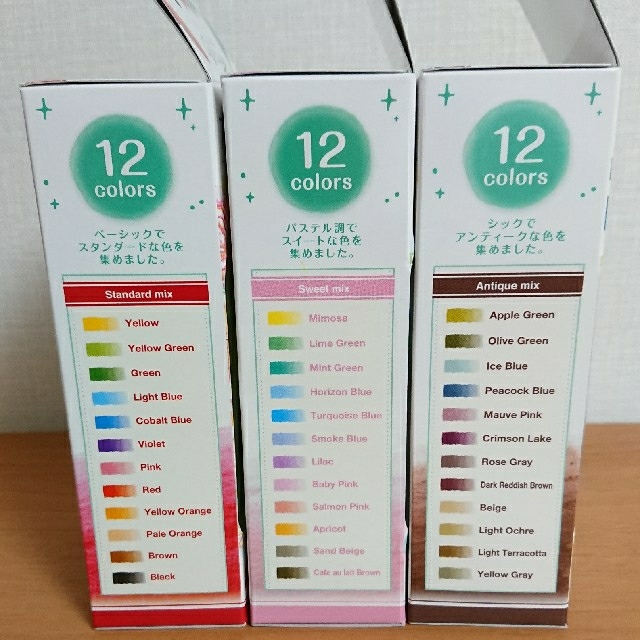 12
colors
ベーシックで
スタンダードな色を
集めました。
Standard mix
Yellow
Yellow Green
Green
Light Blue
Cobalt Blue
Violet
Pink
Red
Yellow Orange
Pale Orange
Brown
Black
12
colors
パステル調で
スイートな色を
集めました。
Sweet mix
Mimosa
Lime Green
Mint Green
Horizon Blue
Turquoise Blue
Smoke Blue
Lilac
Baby Pink
Salmon Pink
Apricot
Sand Beige
Cafe au lait Brown
12
colors
シックで
アンティークな色を
集めました。
Antique mix
Apple Green
Olive Green
Ice Blue
Peacock Blue
Mauve Pink
Crimson Lake
Rose Gray
Dark Reddish Brown
Beige
Light Ochre
Light Terracotta
Yellow Gray